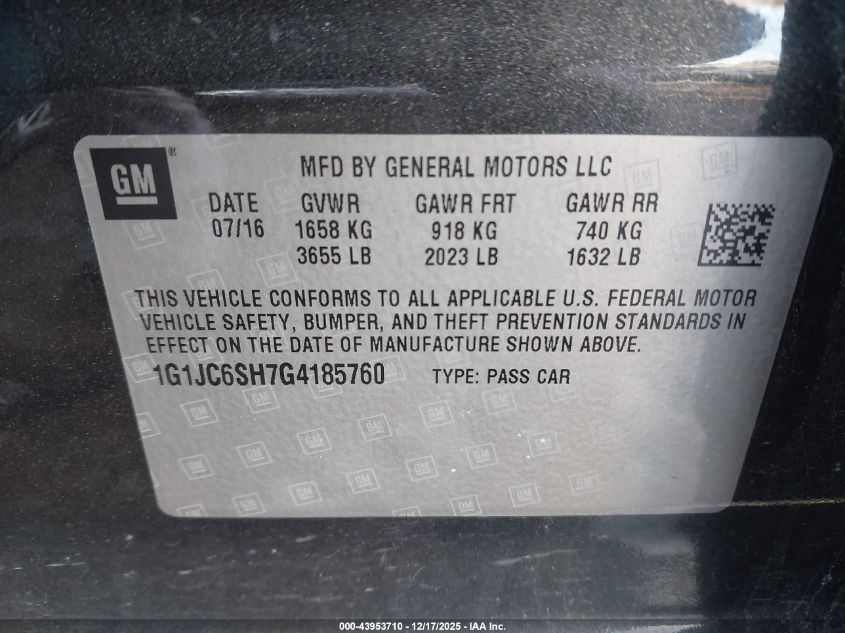 GM® MFD BY GENERAL MOTORS LLC
DATE GVWR GAWR FRT GAWR RR
07/16 1658 KG 918 KG 740 KG
3655 LB 2023 LB 1632 LB
THIS VEHICLE CONFORMS TO ALL APPLICABLE U.S. FEDERAL MOTOR
VEHICLE SAFETY, BUMPER, AND THEFT PREVENTION STANDARDS IN
EFFECT ON THE DATE OF MANUFACTURE SHOWN ABOVE.
1G1JC6SH7G4185760 TYPE: PASS CAR
000-43953710 - 12/17/2025 - IAA Inc.